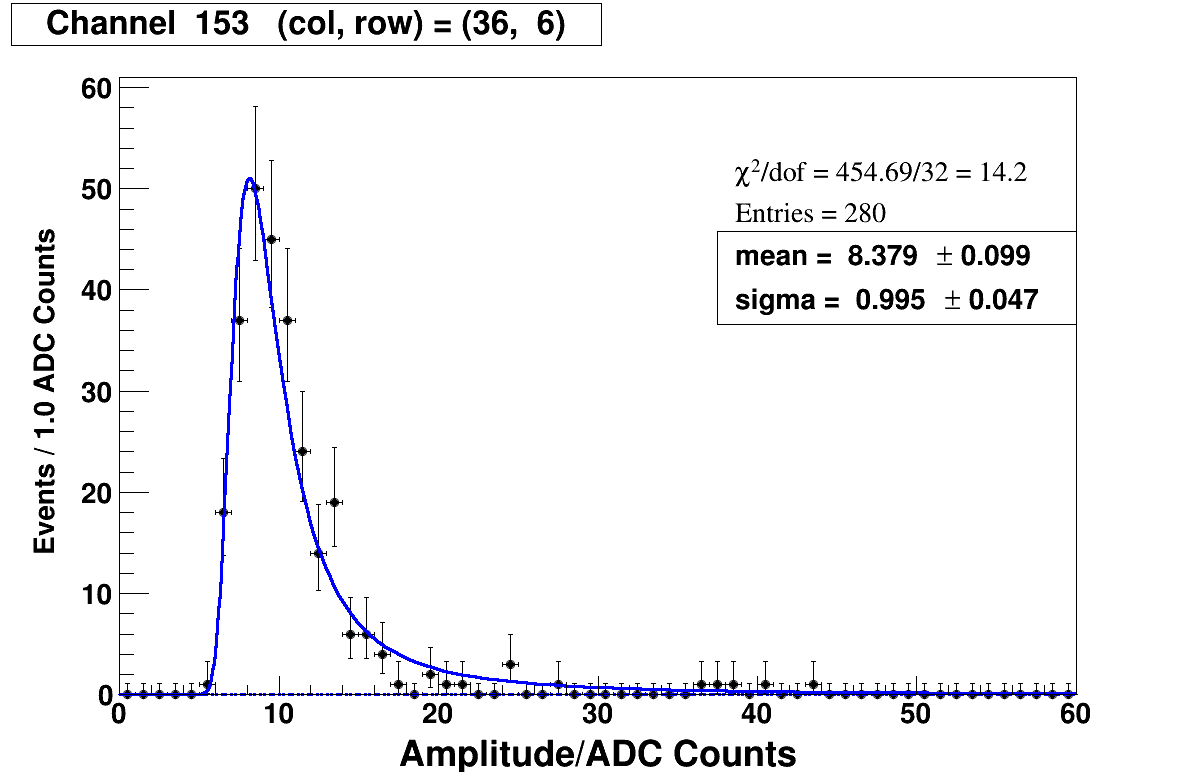 Channel 153 (col, row) = (36, 6)
60
50
40
30
20
10
0
Events / 1.0 ADC Counts
χ²/dof = 454.69/32 = 14.2
Entries = 280
mean = 8.379 ± 0.099
sigma = 0.995 ± 0.047
0 10 20 30 40 50 60
Amplitude/ADC Counts